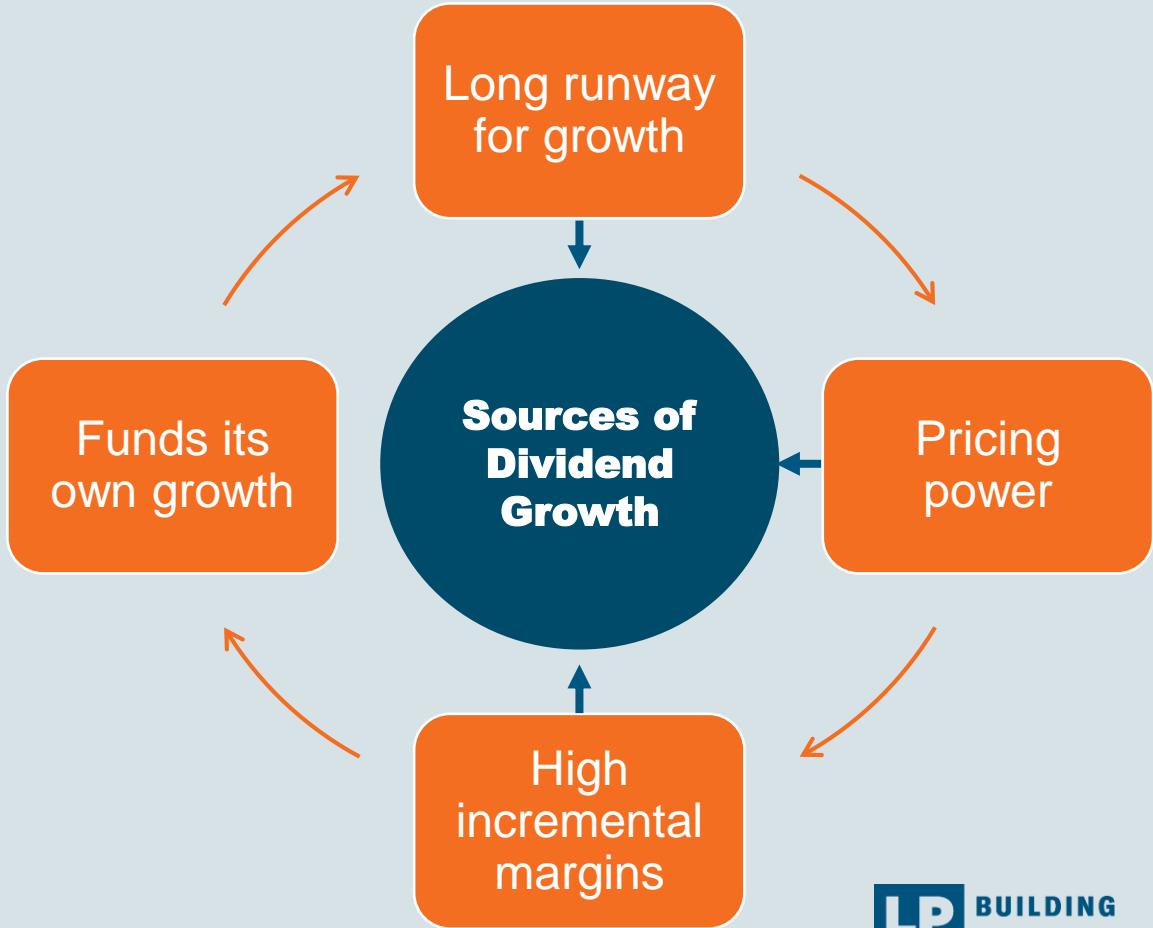 Long runway
for growth
Funds its
own growth
Sources of
Dividend
Growth
Pricing
power
High
incremental
margins
LP BUILDING